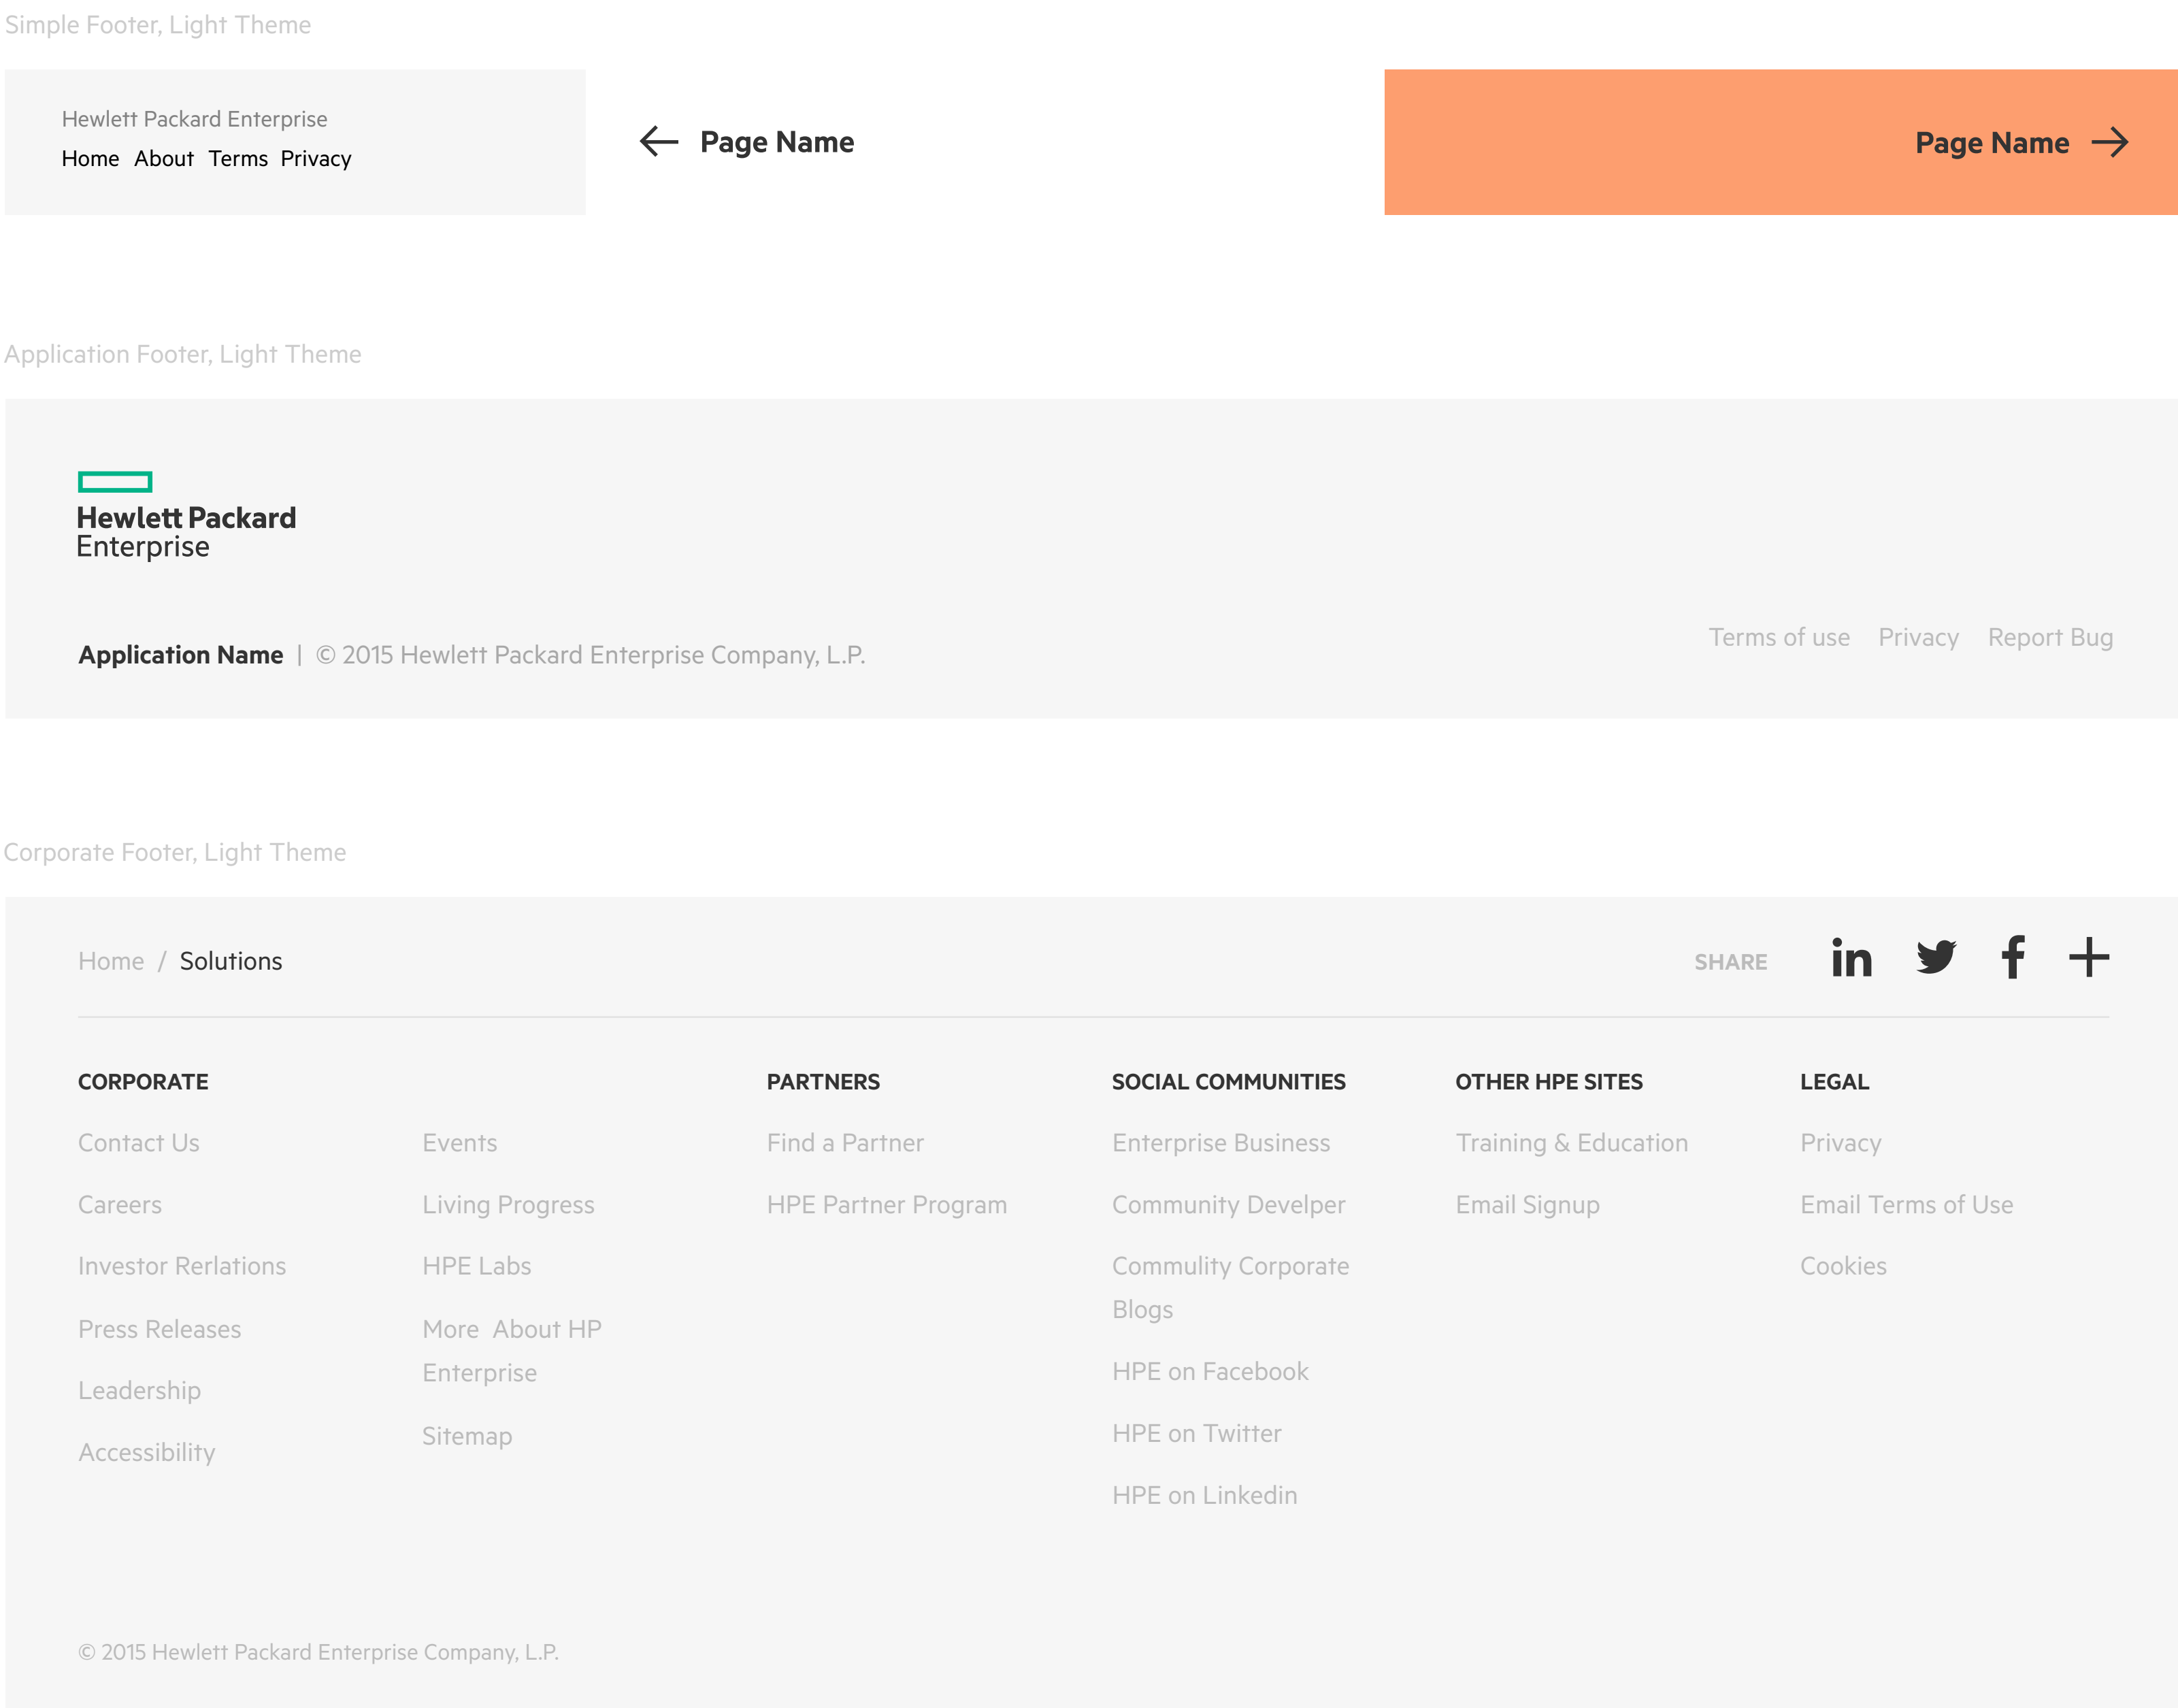 Simple Footer, Light Theme
Hewlett Packard Enterprise
Home About Terms Privacy
Page Name
Page Name
Application Footer, Light Theme
Hewlett Packard
Enterprise
Application Name | © 2015 Hewlett Packard Enterprise Company, L.P.
Terms of use Privacy Report Bug
Corporate Footer, Light Theme
Home / Solutions
SHARE
CORPORATE
Contact Us
Careers
Investor Rerlations
Press Releases
Leadership
Accessibility
Events
Living Progress
HPE Labs
More About HP
Enterprise
Sitemap
PARTNERS
Find a Partner
HPE Partner Program
SOCIAL COMMUNITIES
Enterprise Business
Community Develper
Commulity Corporate
Blogs
HPE on Facebook
HPE on Twitter
HPE on Linkedin
OTHER HPE SITES
Training & Education
Email Signup
LEGAL
Privacy
Email Terms of Use
Cookies
© 2015 Hewlett Packard Enterprise Company, L.P.